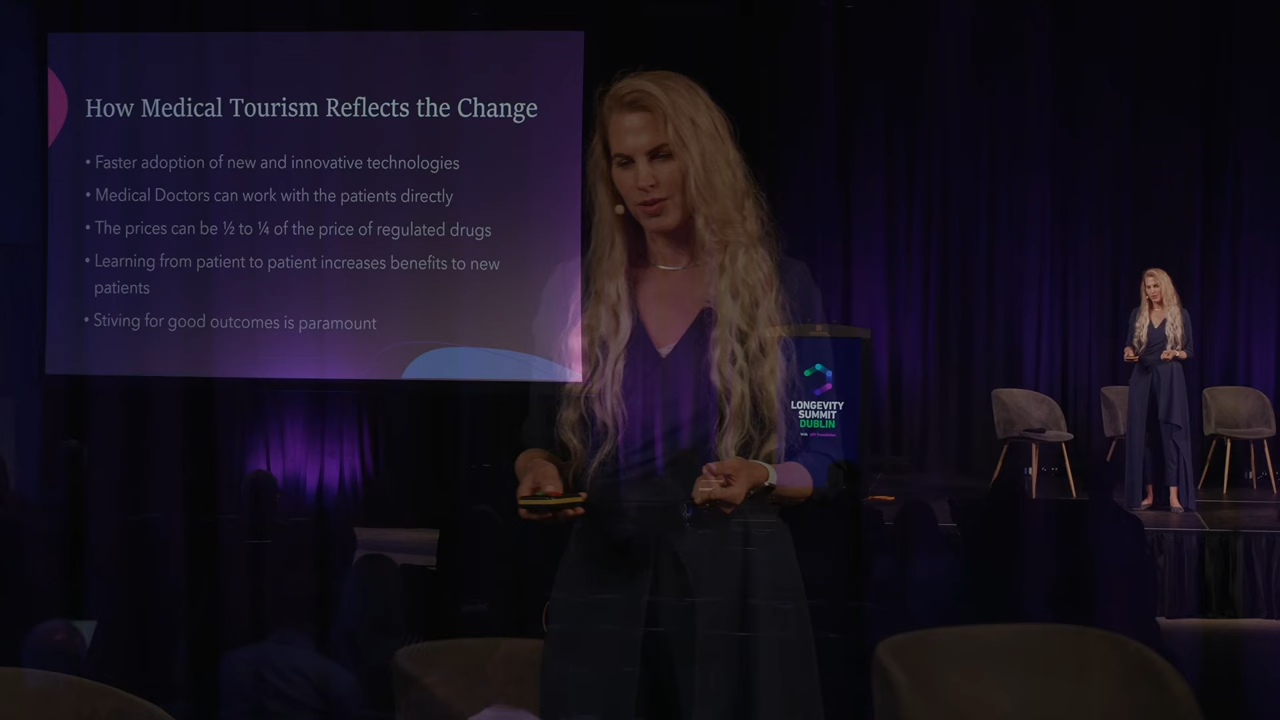 How Medical Tourism Reflects the Change
• Faster adoption of new and innovative technologies
• Medical Doctors can work with the patients directly
• The prices can be ½ to ¼ of the price of regulated drugs
• Learning from patient to patient increases benefits to new
patients
• Stiving for good outcomes is paramount
LONGEVITY
SUMMIT
DUBLIN